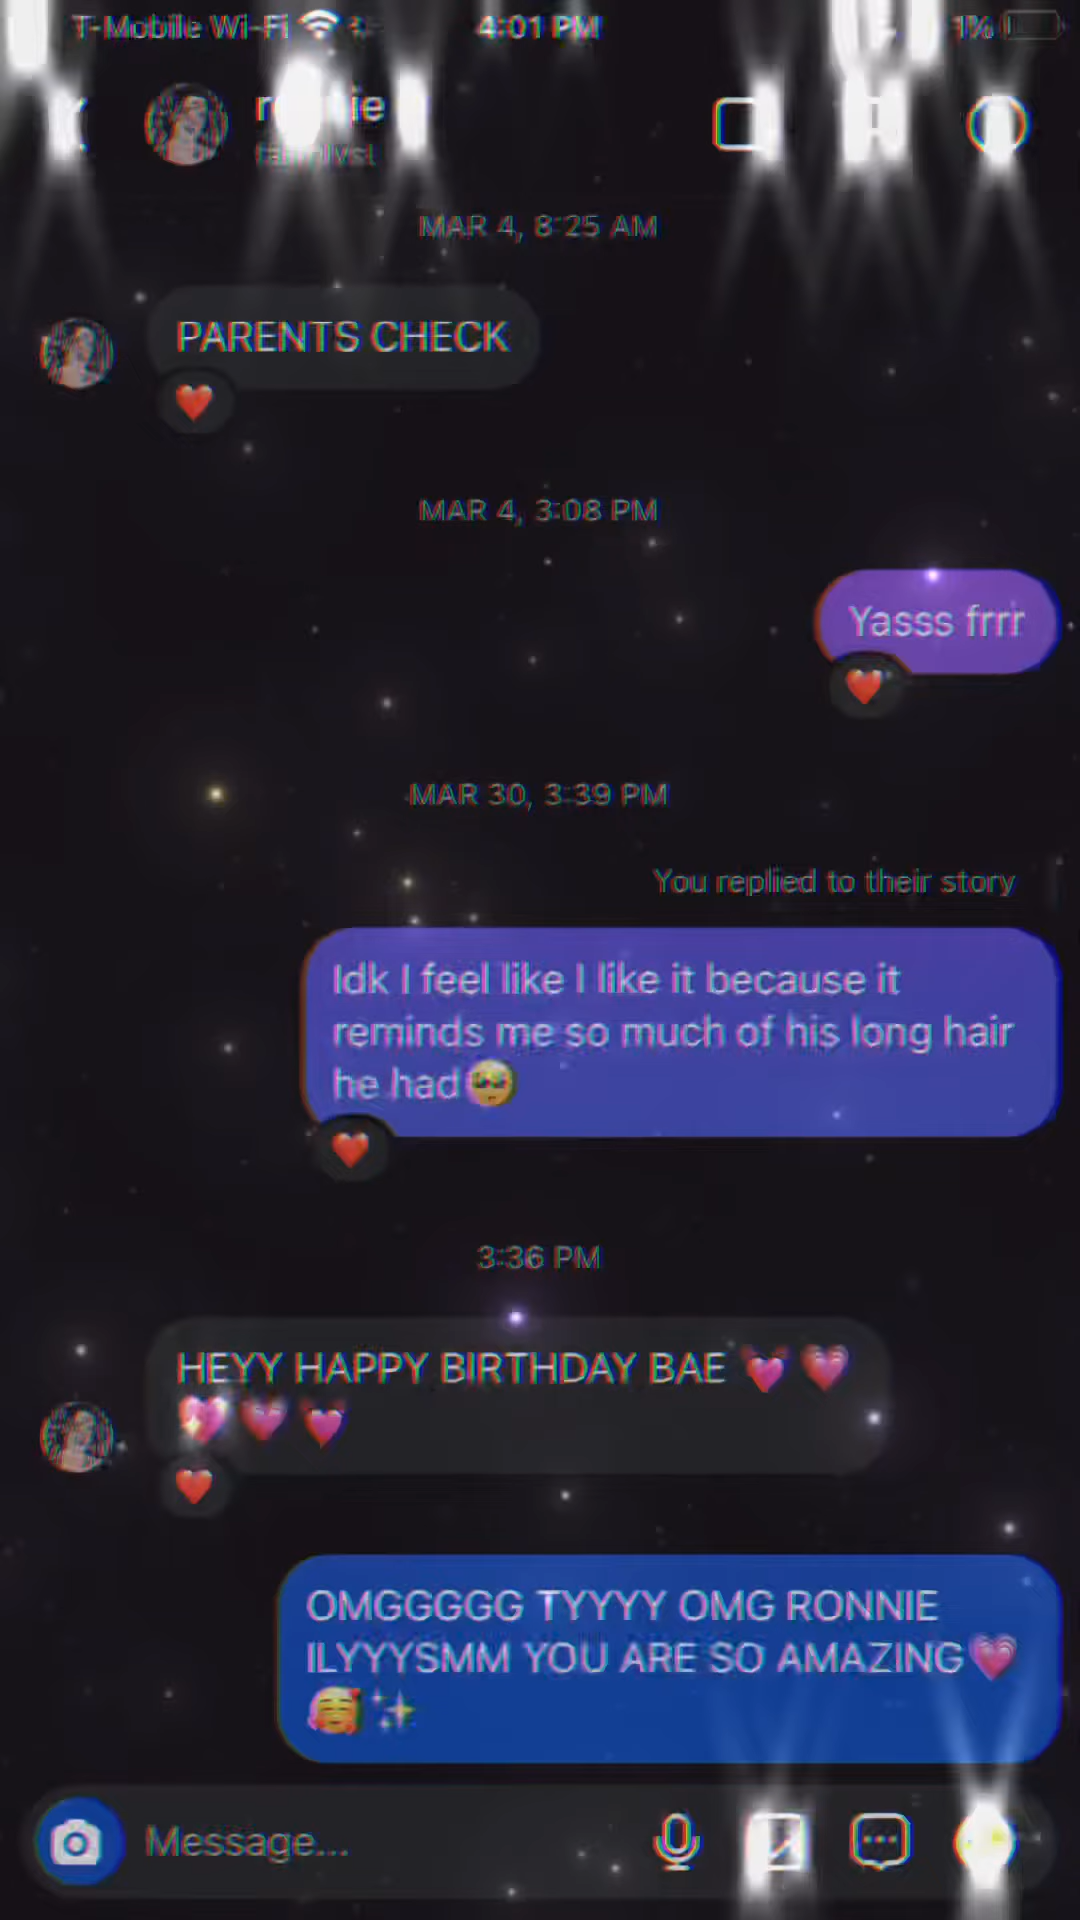 T-Mobile Wi-Fi 4:01 PM 1%
MAR 4, 8:25 AM
PARENTS CHECK
MAR 4, 3:08 PM
Yasss frrr
MAR 30, 3:39 PM
You replied to their story
Idk I feel like I like it because it
reminds me so much of his long hair
he had🥺
3:36 PM
HEYY HAPPY BIRTHDAY BAE 💓💗
💖💗💓
OMGGGGG TYYYY OMG RONNIE
ILYYYSMM YOU ARE SO AMAZING💗
🥰✨
Message...